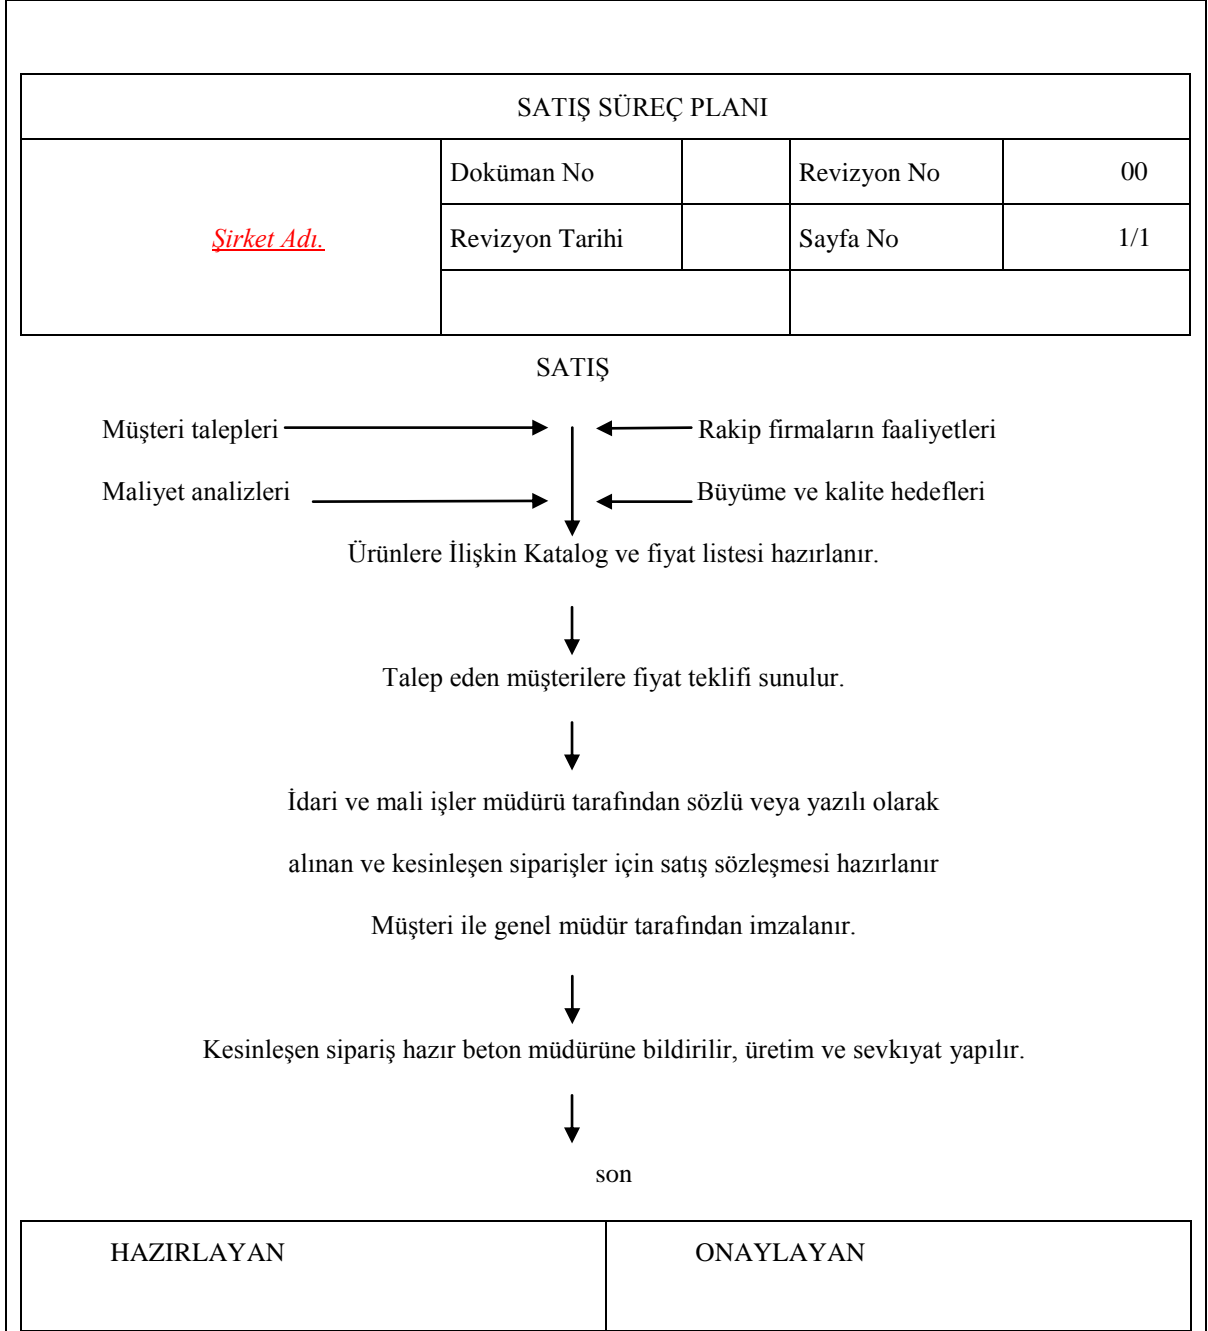 SATIŞ SÜREÇ PLANI
Şirket Adı.
Doküman No
Revizyon No
00
Revizyon Tarihi
Sayfa No
1/1
SATIŞ
Müşteri talepleri
Rakip firmaların faaliyetleri
Maliyet analizleri
Büyüme ve kalite hedefleri
Ürünlere İlişkin Katalog ve fiyat listesi hazırlanır.
Talep eden müşterilere fiyat teklifi sunulur.
İdari ve mali işler müdürü tarafından sözlü veya yazılı olarak
alınan ve kesinleşen siparişler için satış sözleşmesi hazırlanır
Müşteri ile genel müdür tarafından imzalanır.
Kesinleşen sipariş hazır beton müdürüne bildirilir, üretim ve sevkıyat yapılır.
son
HAZIRLAYAN
ONAYLAYAN